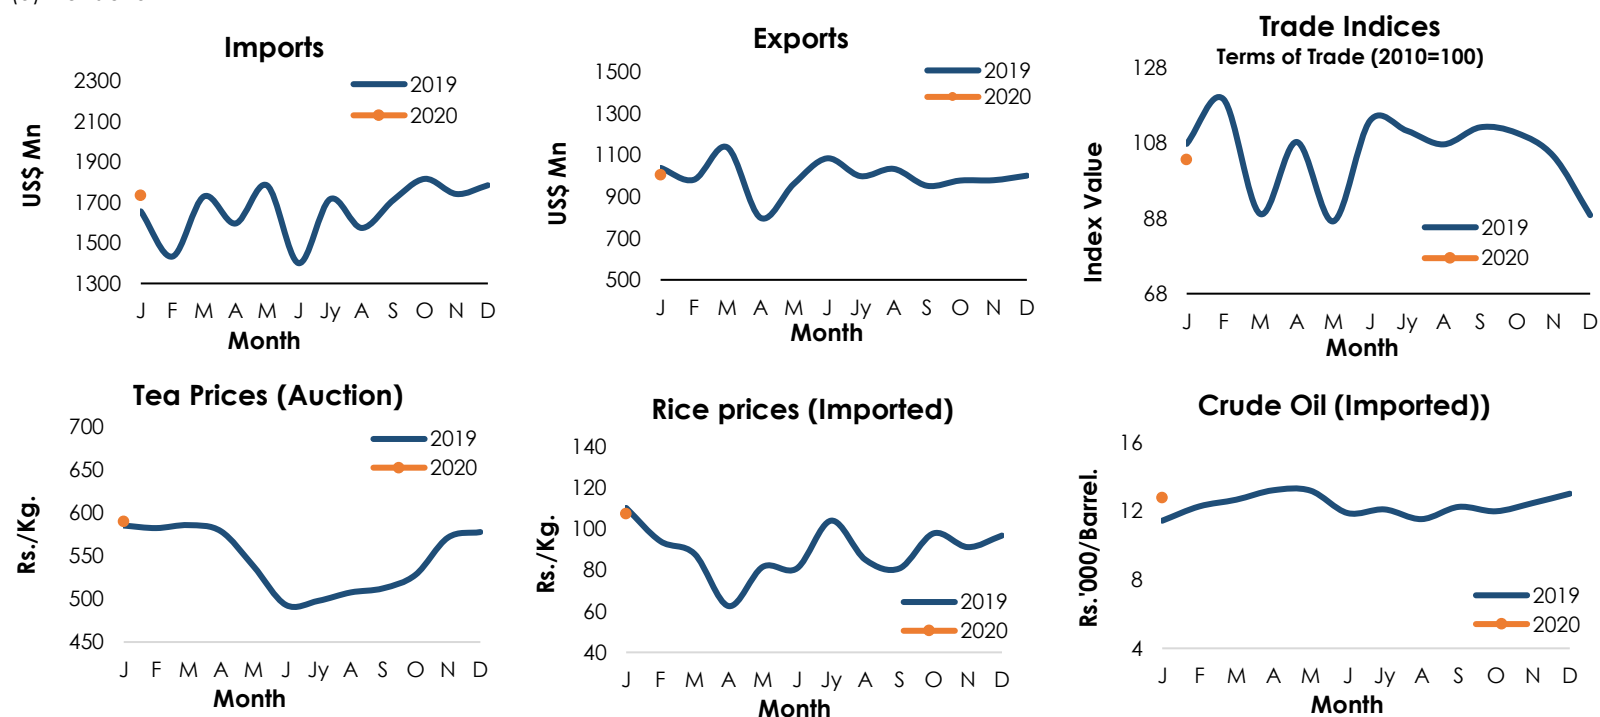 Imports
2300
2100
1900
1700
1500
1300
US$ Mn
2019
2020
J F M A M J Jy A S O N D
Month
Exports
1500
1300
1100
900
700
500
US$ Mn
2019
2020
J F M A M J Jy A S O N D
Month
Trade Indices
Terms of Trade (2010=100)
128
108
88
68
Index Value
2019
2020
J F M A M J Jy A S O N D
Month
Tea Prices (Auction)
700
650
600
550
500
450
Rs./Kg.
2019
2020
J F M A M J Jy A S O N D
Month
Rice prices (Imported)
140
120
100
80
60
40
Rs./Kg.
2019
2020
J F M A M J Jy A S O N D
Month
Crude Oil (Imported))
16
12
8
4
Rs.'000/Barrel.
2019
2020
J F M A M J Jy A S O N D
Month